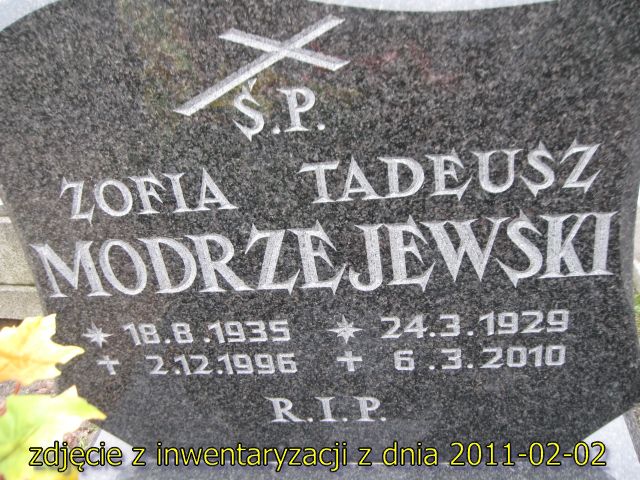 Ś.P.
ZOFIA TADEUSZ
MODRZEJEWSKI
* 18.8.1935 * 24.3.1929
+ 2.12.1996 + 6.3.2010
R.I.P.
zdjęcie z inwentaryzacji z dnia 2011-02-02